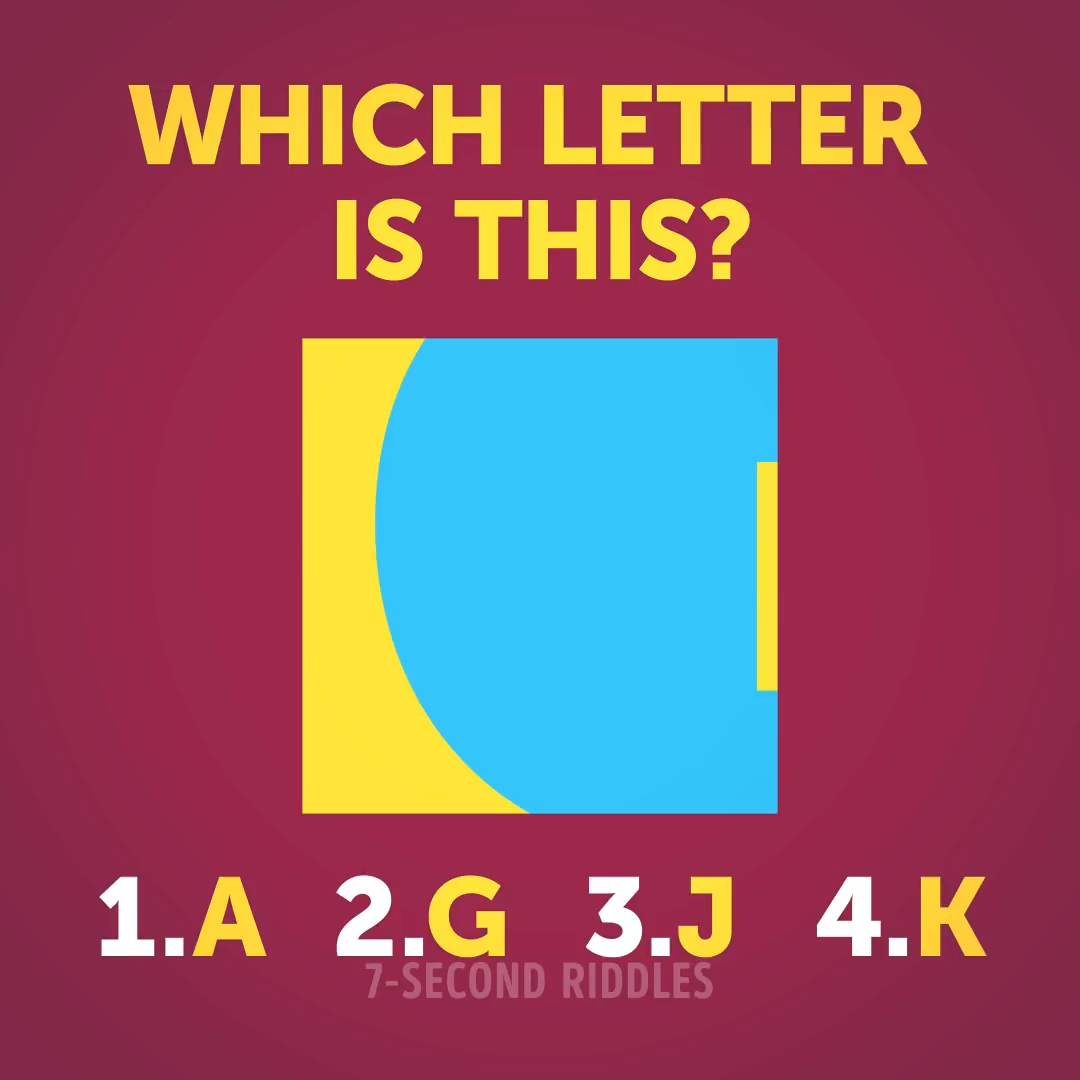 WHICH LETTER
IS THIS?
1.A 2.G 3.J 4.K
7-SECOND RIDDLES